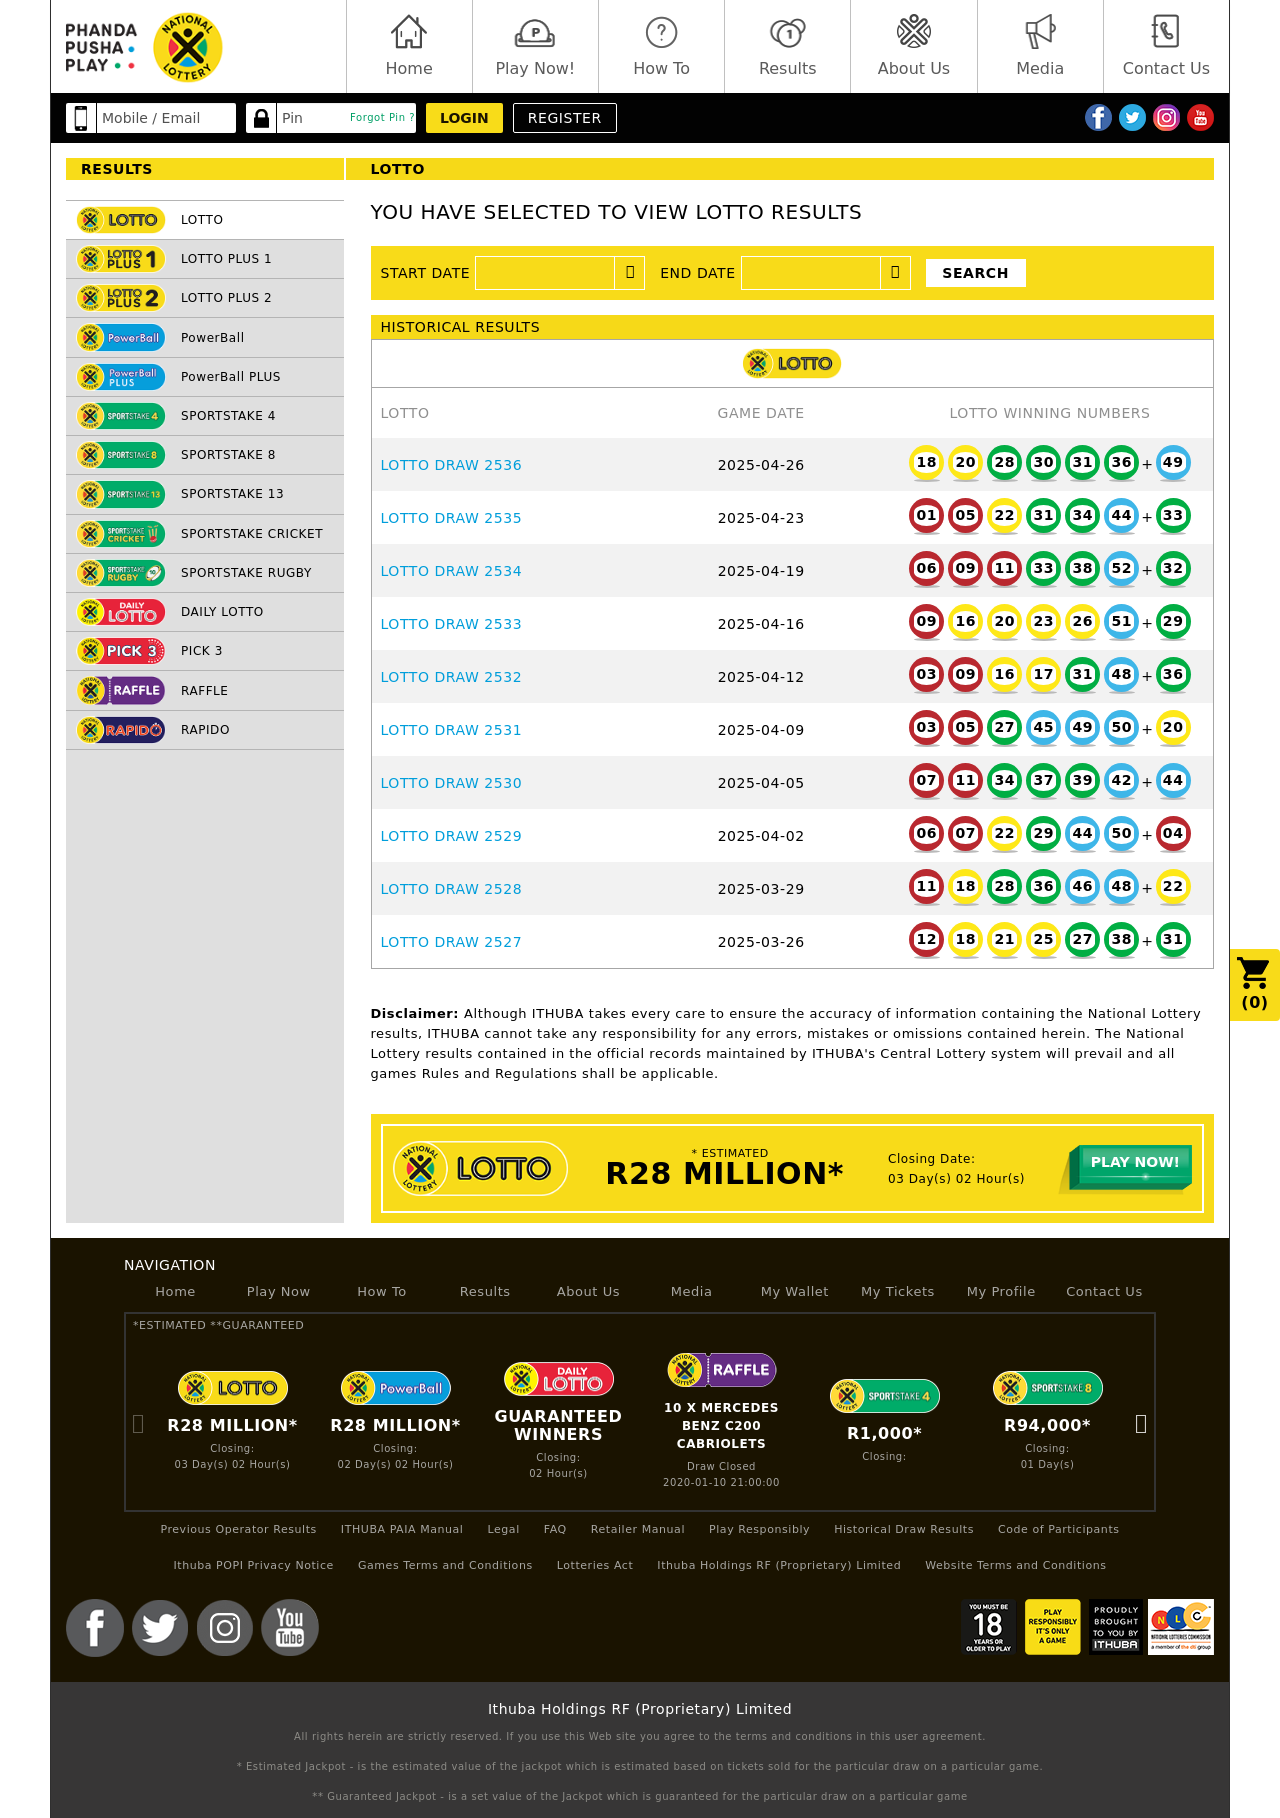 PHANDA
PUSHA
PLAY
NATIONAL
LOTTERY
Home
Play Now!
How To
Results
About Us
Media
Contact Us
Mobile / Email
Pin
Forgot Pin ?
LOGIN
REGISTER
RESULTS
LOTTO
LOTTO LOTTO
LOTTO PLUS 1 LOTTO PLUS 1
LOTTO PLUS 2 LOTTO PLUS 2
PowerBall PowerBall
PowerBall PLUS PowerBall PLUS
SPORTSTAKE 4 SPORTSTAKE 4
SPORTSTAKE 8 SPORTSTAKE 8
SPORTSTAKE 13 SPORTSTAKE 13
SPORTSTAKE CRICKET SPORTSTAKE CRICKET
SPORTSTAKE RUGBY SPORTSTAKE RUGBY
DAILY LOTTO DAILY LOTTO
PICK 3 PICK 3
RAFFLE RAFFLE
RAPIDO RAPIDO
YOU HAVE SELECTED TO VIEW LOTTO RESULTS
START DATE END DATE SEARCH
HISTORICAL RESULTS
LOTTO
LOTTO GAME DATE LOTTO WINNING NUMBERS
LOTTO DRAW 2536 2025-04-26 18 20 28 30 31 36 + 49
LOTTO DRAW 2535 2025-04-23 01 05 22 31 34 44 + 33
LOTTO DRAW 2534 2025-04-19 06 09 11 33 38 52 + 32
LOTTO DRAW 2533 2025-04-16 09 16 20 23 26 51 + 29
LOTTO DRAW 2532 2025-04-12 03 09 16 17 31 48 + 36
LOTTO DRAW 2531 2025-04-09 03 05 27 45 49 50 + 20
LOTTO DRAW 2530 2025-04-05 07 11 34 37 39 42 + 44
LOTTO DRAW 2529 2025-04-02 06 07 22 29 44 50 + 04
LOTTO DRAW 2528 2025-03-29 11 18 28 36 46 48 + 22
LOTTO DRAW 2527 2025-03-26 12 18 21 25 27 38 + 31
(0)
Disclaimer: Although ITHUBA takes every care to ensure the accuracy of information containing the National Lottery
results, ITHUBA cannot take any responsibility for any errors, mistakes or omissions contained herein. The National
Lottery results contained in the official records maintained by ITHUBA's Central Lottery system will prevail and all
games Rules and Regulations shall be applicable.
NATIONAL LOTTERY LOTTO
* ESTIMATED
R28 MILLION*
Closing Date:
03 Day(s) 02 Hour(s)
PLAY NOW!
NAVIGATION
Home Play Now How To Results About Us Media My Wallet My Tickets My Profile Contact Us
*ESTIMATED **GUARANTEED
LOTTO
R28 MILLION*
Closing:
03 Day(s) 02 Hour(s)
PowerBall
R28 MILLION*
Closing:
02 Day(s) 02 Hour(s)
DAILY LOTTO
GUARANTEED
WINNERS
Closing:
02 Hour(s)
RAFFLE
10 X MERCEDES
BENZ C200
CABRIOLETS
Draw Closed
2020-01-10 21:00:00
SPORTSTAKE 4
R1,000*
Closing:
SPORTSTAKE 8
R94,000*
Closing:
01 Day(s)
Previous Operator Results ITHUBA PAIA Manual Legal FAQ Retailer Manual Play Responsibly Historical Draw Results Code of Participants
Ithuba POPI Privacy Notice Games Terms and Conditions Lotteries Act Ithuba Holdings RF (Proprietary) Limited Website Terms and Conditions
You
Tube
YOU MUST BE
18
YEARS OR
OLDER TO PLAY
PLAY
RESPONSIBLY
IT'S ONLY
A GAME
PROUDLY
BROUGHT
TO YOU BY
ITHUBA
NLC
NATIONAL LOTTERIES COMMISSION
a member of the dti group
Ithuba Holdings RF (Proprietary) Limited
All rights herein are strictly reserved. If you use this Web site you agree to the terms and conditions in this user agreement.
* Estimated Jackpot - is the estimated value of the jackpot which is estimated based on tickets sold for the particular draw on a particular game.
** Guaranteed Jackpot - is a set value of the Jackpot which is guaranteed for the particular draw on a particular game